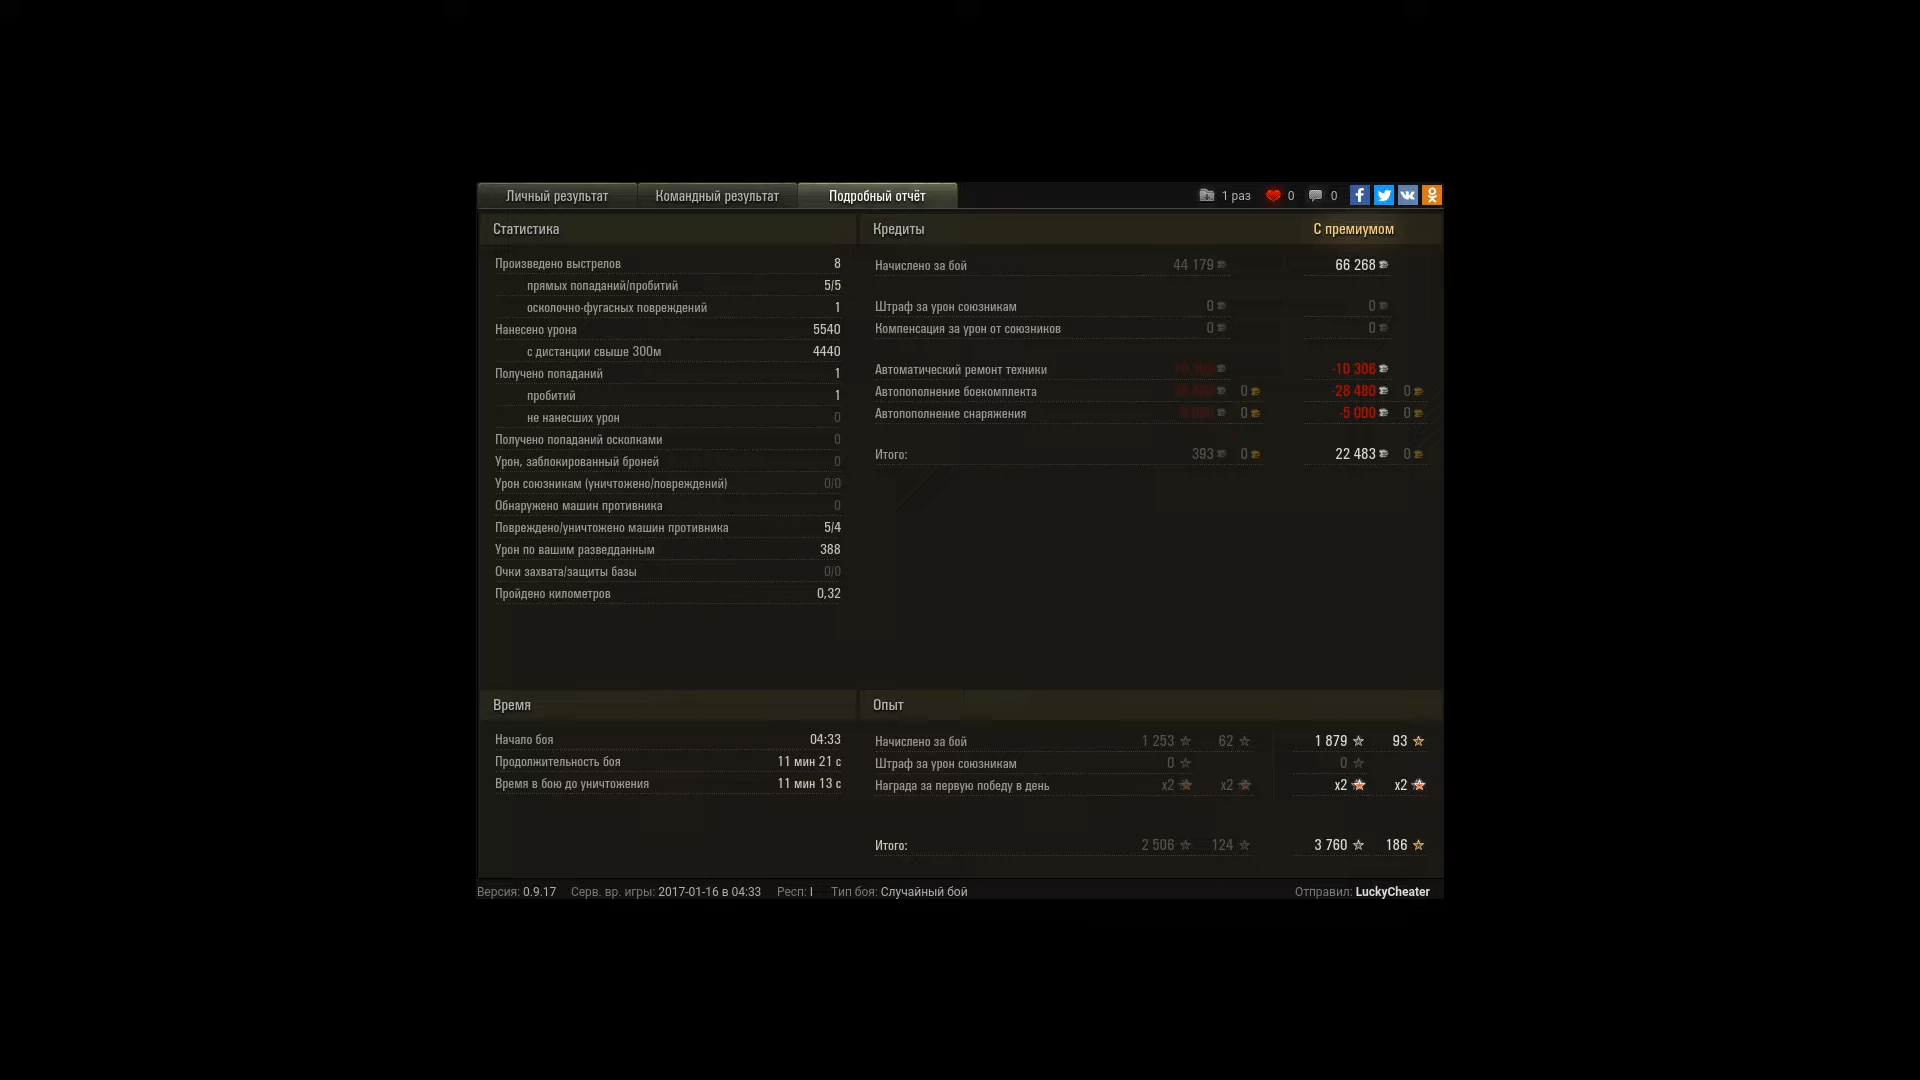 Личный результат Командный результат Подробный отчёт 1 раз 0 0
Статистика
Произведено выстрелов 8
прямых попаданий/пробитий 5/5
осколочно-фугасных повреждений 1
Нанесено урона 5540
с дистанции свыше 300м 4440
Получено попаданий 1
пробитий 1
не нанесших урон 0
Получено попаданий осколками 0
Урон, заблокированный броней 0
Урон союзникам (уничтожено/повреждений) 0/0
Обнаружено машин противника 0
Повреждено/уничтожено машин противника 5/4
Урон по вашим разведданным 388
Очки захвата/защиты базы 0/0
Пройдено километров 0,32
Кредиты С премиумом
Начислено за бой 44 179 66 268
Штраф за урон союзникам 0 0
Компенсация за урон от союзников 0 0
Автоматический ремонт техники -10 306
Автопополнение боекомплекта 0 -28 480 0
Автопополнение снаряжения 0 -5 000 0
Итого: 393 0 22 483 0
Время
Начало боя 04:33
Продолжительность боя 11 мин 21 с
Время в бою до уничтожения 11 мин 13 с
Опыт
Начислено за бой 1 253 62 1 879 93
Штраф за урон союзникам 0 0
Награда за первую победу в день x2 x2 x2 x2
Итого: 2 506 124 3 760 186
Версия: 0.9.17 Серв. вр. игры: 2017-01-16 в 04:33 Респ: I Тип боя: Случайный бой Отправил: LuckyCheater